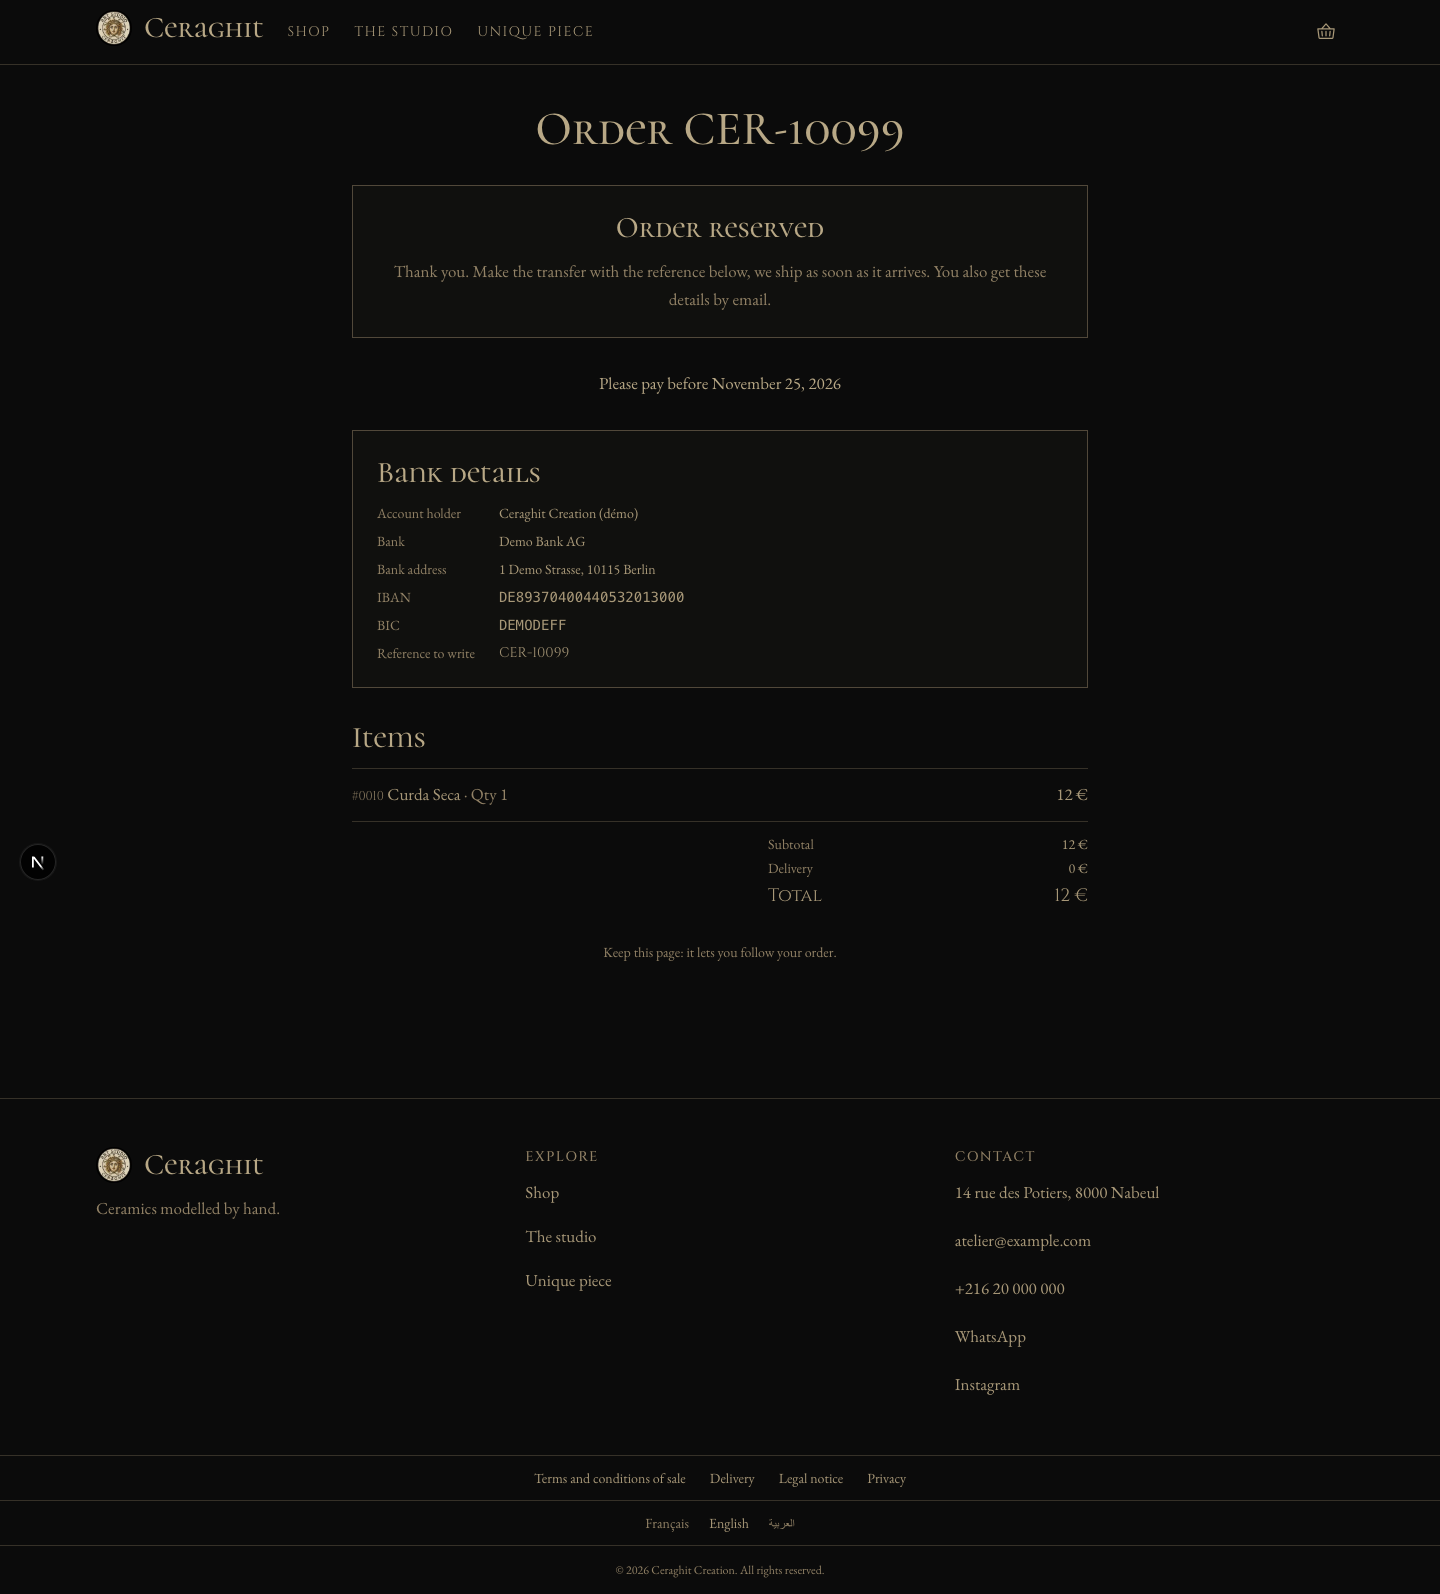 Ceraghit SHOP THE STUDIO UNIQUE PIECE
Order CER-10099
Order reserved
Thank you. Make the transfer with the reference below, we ship as soon as it arrives. You also get these
details by email.
Please pay before November 25, 2026
Bank details
Account holder Ceraghit Creation (démo)
Bank Demo Bank AG
Bank address 1 Demo Strasse, 10115 Berlin
IBAN DE89370400440532013000
BIC DEMODEFF
Reference to write CER-10099
Items
#0010 Curda Seca · Qty 1 12 €
Subtotal 12 €
Delivery 0 €
Total 12 €
N
Keep this page: it lets you follow your order.
Ceraghit
Ceramics modelled by hand.
EXPLORE
Shop
The studio
Unique piece
CONTACT
14 rue des Potiers, 8000 Nabeul
atelier@example.com
+216 20 000 000
WhatsApp
Instagram
Terms and conditions of sale Delivery Legal notice Privacy
Français English العربية
© 2026 Ceraghit Creation. All rights reserved.